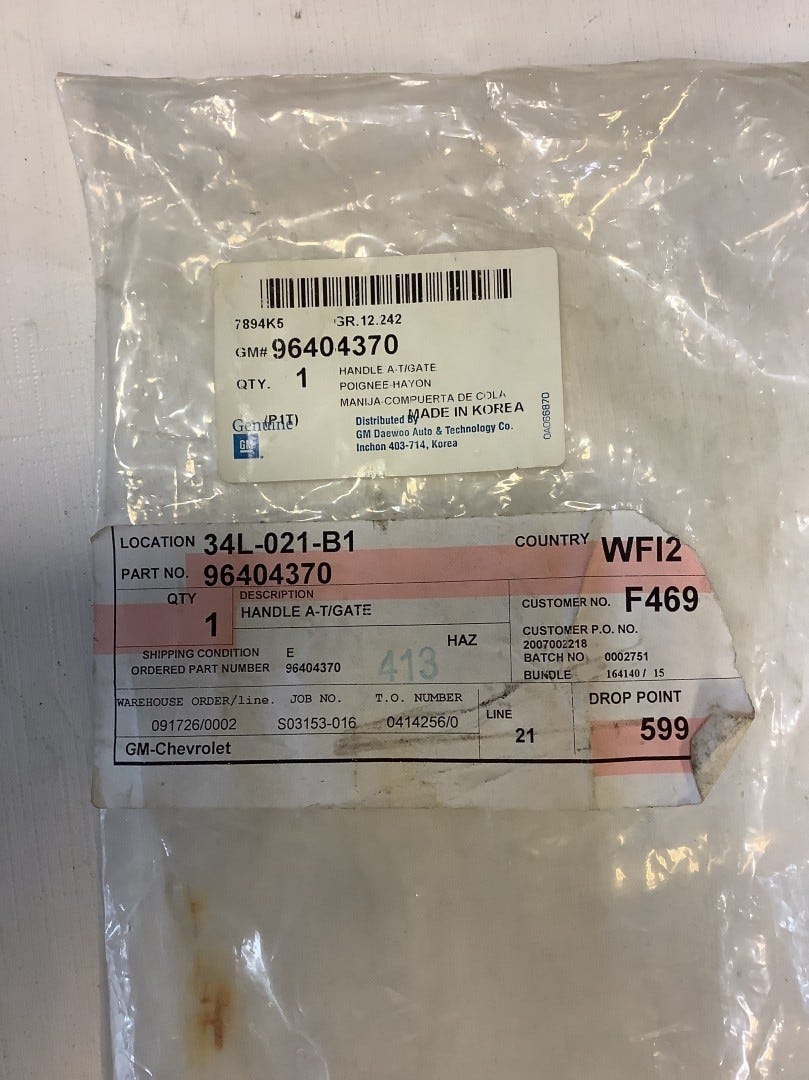 7894K5 GR.12.242
GM# 96404370
QTY. 1 HANDLE A-T/GATE
POIGNEE-HAYON
MANIJA-COMPUERTA DE COLA
MADE IN KOREA
Genuine (P1T)
GM
Distributed By
GM Daewoo Auto & Technology Co.
Inchon 403-714, Korea
0A066870
LOCATION 34L-021-B1 COUNTRY WFI2
PART NO. 96404370
QTY 1 DESCRIPTION
HANDLE A-T/GATE
CUSTOMER NO. F469
CUSTOMER P.O. NO.
2007002218
HAZ
SHIPPING CONDITION E
BATCH NO 0002751
ORDERED PART NUMBER 96404370
413
BUNDLE 164140 / 15
WAREHOUSE ORDER/line. JOB NO. T.O. NUMBER
091726/0002 S03153-016 0414256/0
LINE 21
DROP POINT
599
GM-Chevrolet